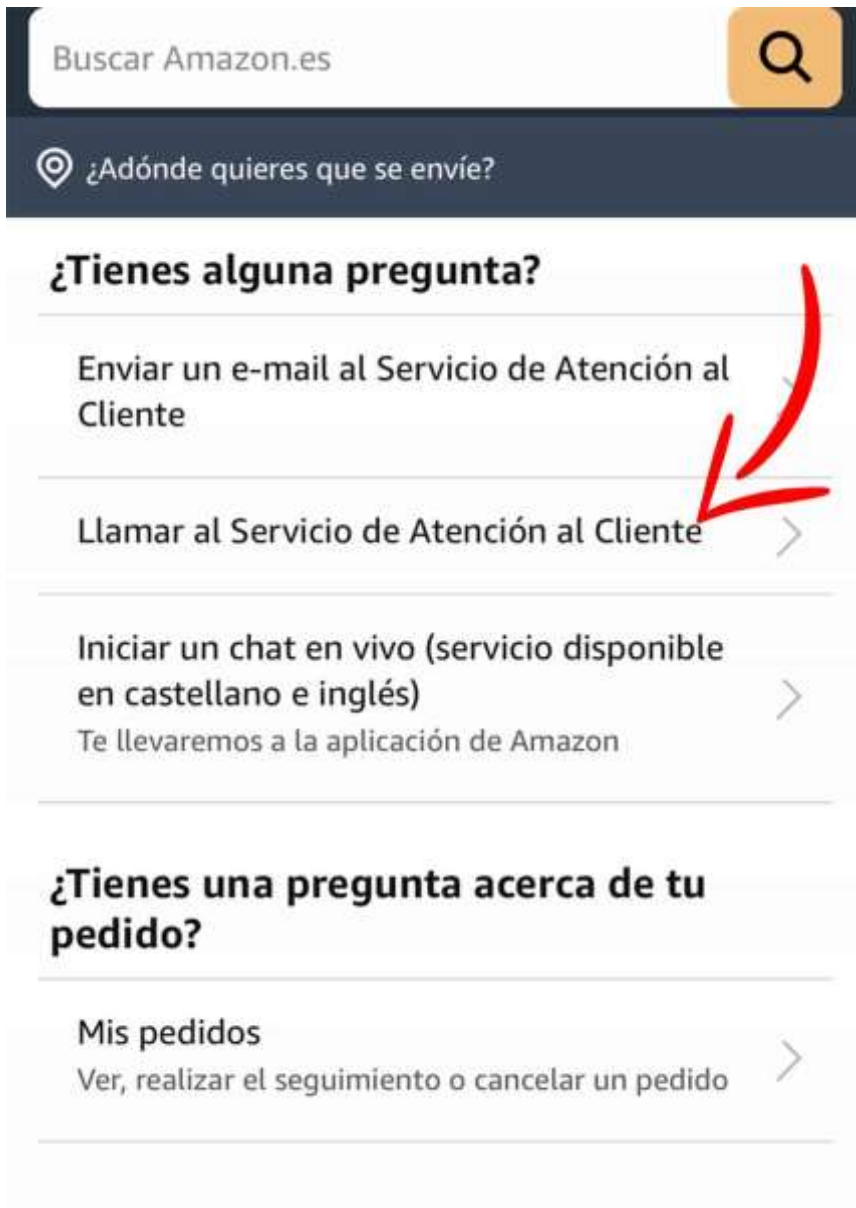 Buscar Amazon.es
¿Adónde quieres que se envíe?
¿Tienes alguna pregunta?
Enviar un e-mail al Servicio de Atención al
Cliente
Llamar al Servicio de Atención al Cliente
Iniciar un chat en vivo (servicio disponible
en castellano e inglés)
Te llevaremos a la aplicación de Amazon
¿Tienes una pregunta acerca de tu
pedido?
Mis pedidos
Ver, realizar el seguimiento o cancelar un pedido